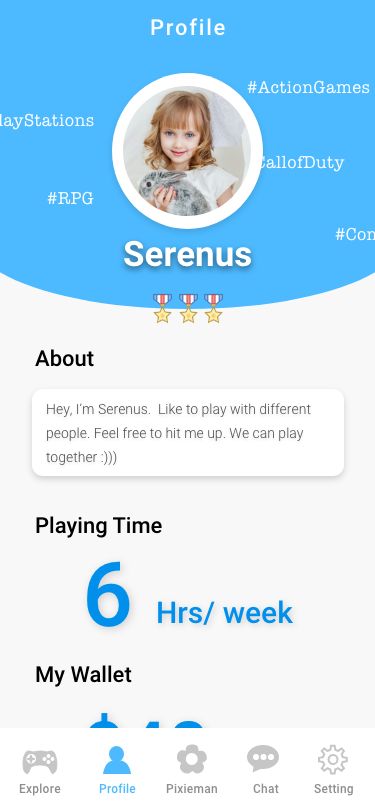 Profile
#ActionGames
layStations
CallofDuty
#RPG
#Con
Serenus
About
Hey, I'm Serenus. Like to play with different
people. Feel free to hit me up. We can play
together :)))
Playing Time
6 Hrs/ week
My Wallet
Explore Profile Pixieman Chat Setting